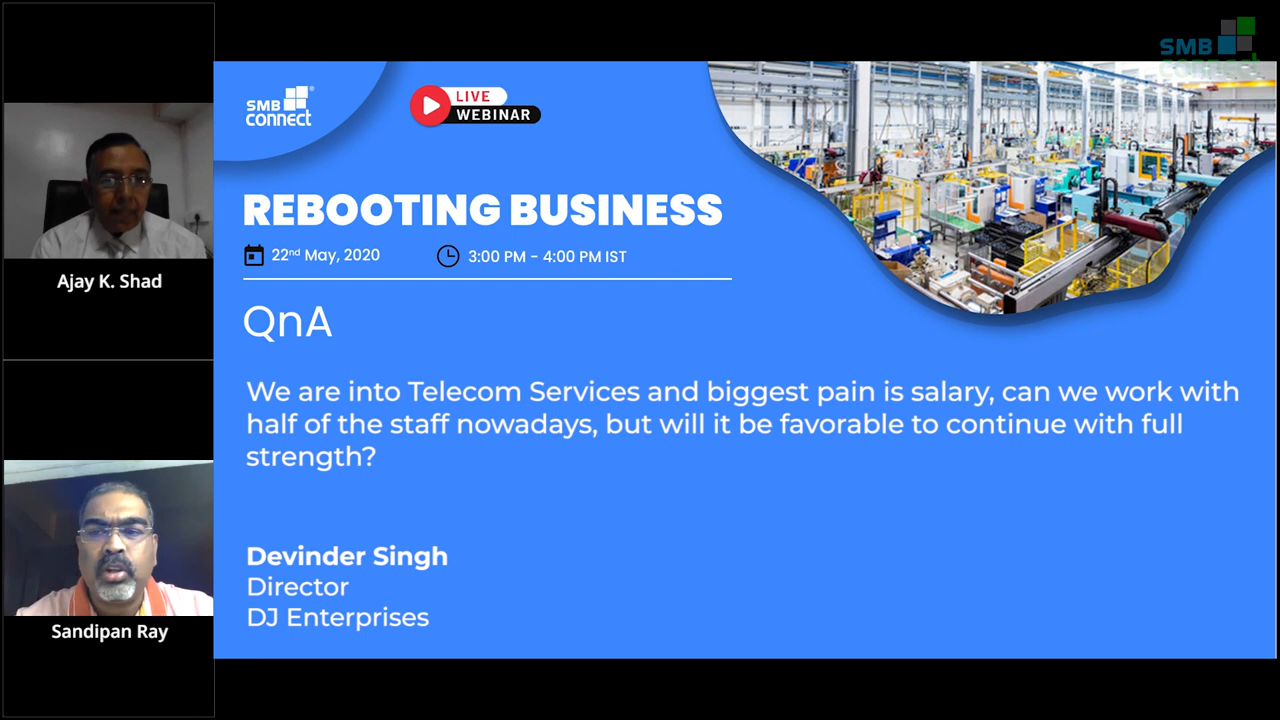 SMB
connect
SMB
connect
LIVE
WEBINAR
REBOOTING BUSINESS
22nd May, 2020
3:00 PM - 4:00 PM IST
QnA
We are into Telecom Services and biggest pain is salary, can we work with
half of the staff nowadays, but will it be favorable to continue with full
strength?
Devinder Singh
Director
DJ Enterprises
Ajay K. Shad
Sandipan Ray